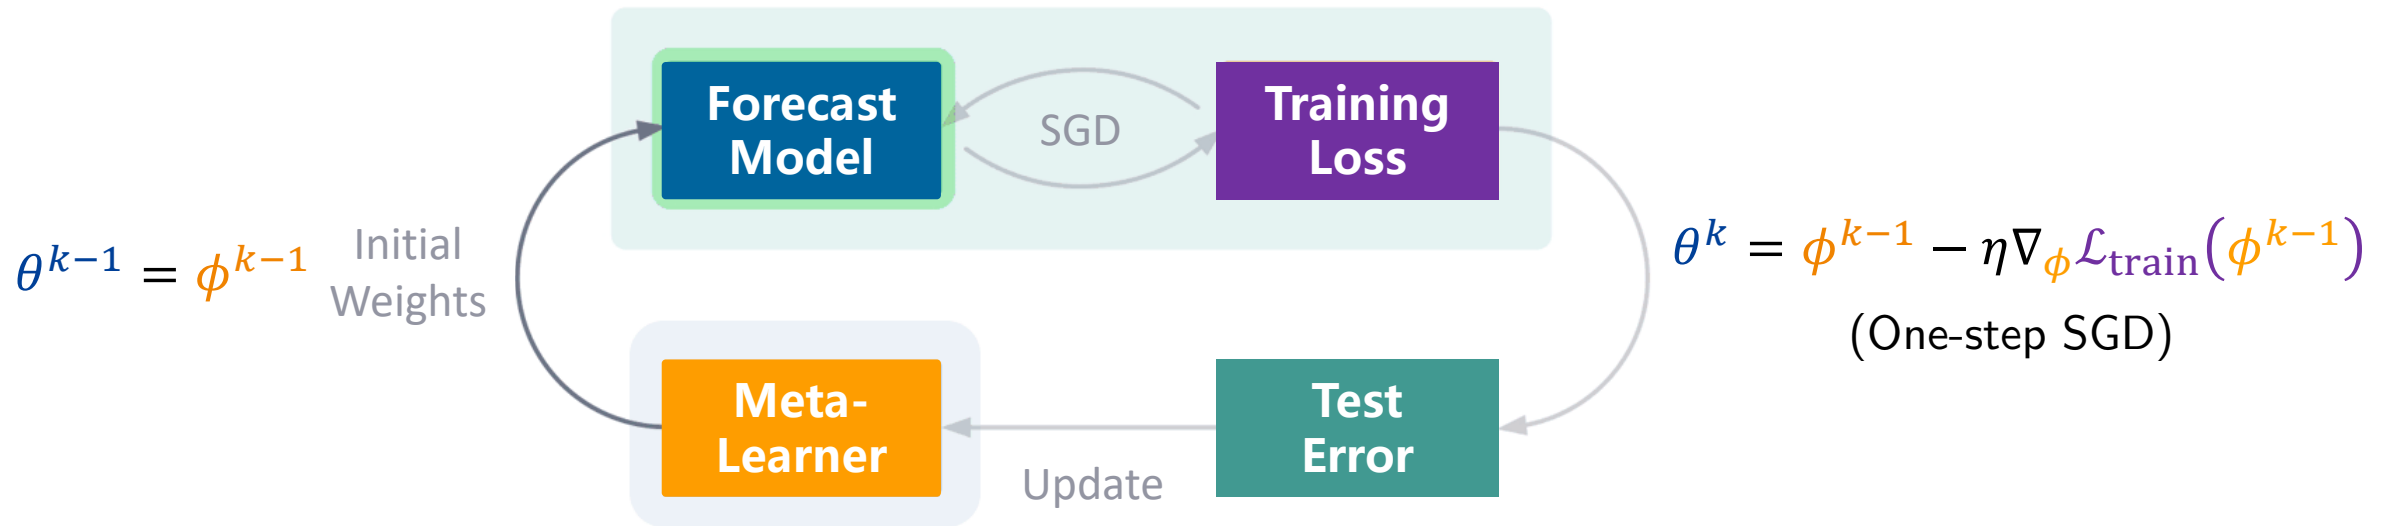 Forecast
Model
SGD
Training
Loss
θ^{k−1} = ϕ^{k−1}
Initial
Weights
θ^k = ϕ^{k−1} − η∇_ϕ ℒ_train(ϕ^{k−1})
(One-step SGD)
Meta-
Learner
Update
Test
Error